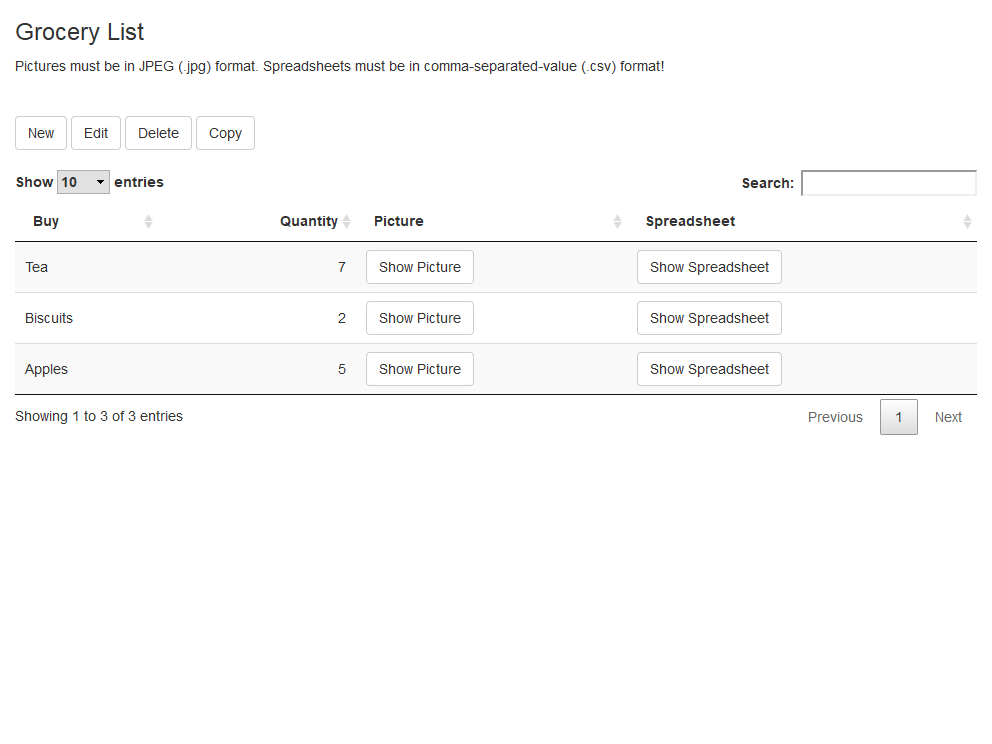 Grocery List
Pictures must be in JPEG (.jpg) format. Spreadsheets must be in comma-separated-value (.csv) format!
New Edit Delete Copy
Show 10 entries Search:
Buy Quantity Picture Spreadsheet
Tea 7 Show Picture Show Spreadsheet
Biscuits 2 Show Picture Show Spreadsheet
Apples 5 Show Picture Show Spreadsheet
Showing 1 to 3 of 3 entries Previous 1 Next